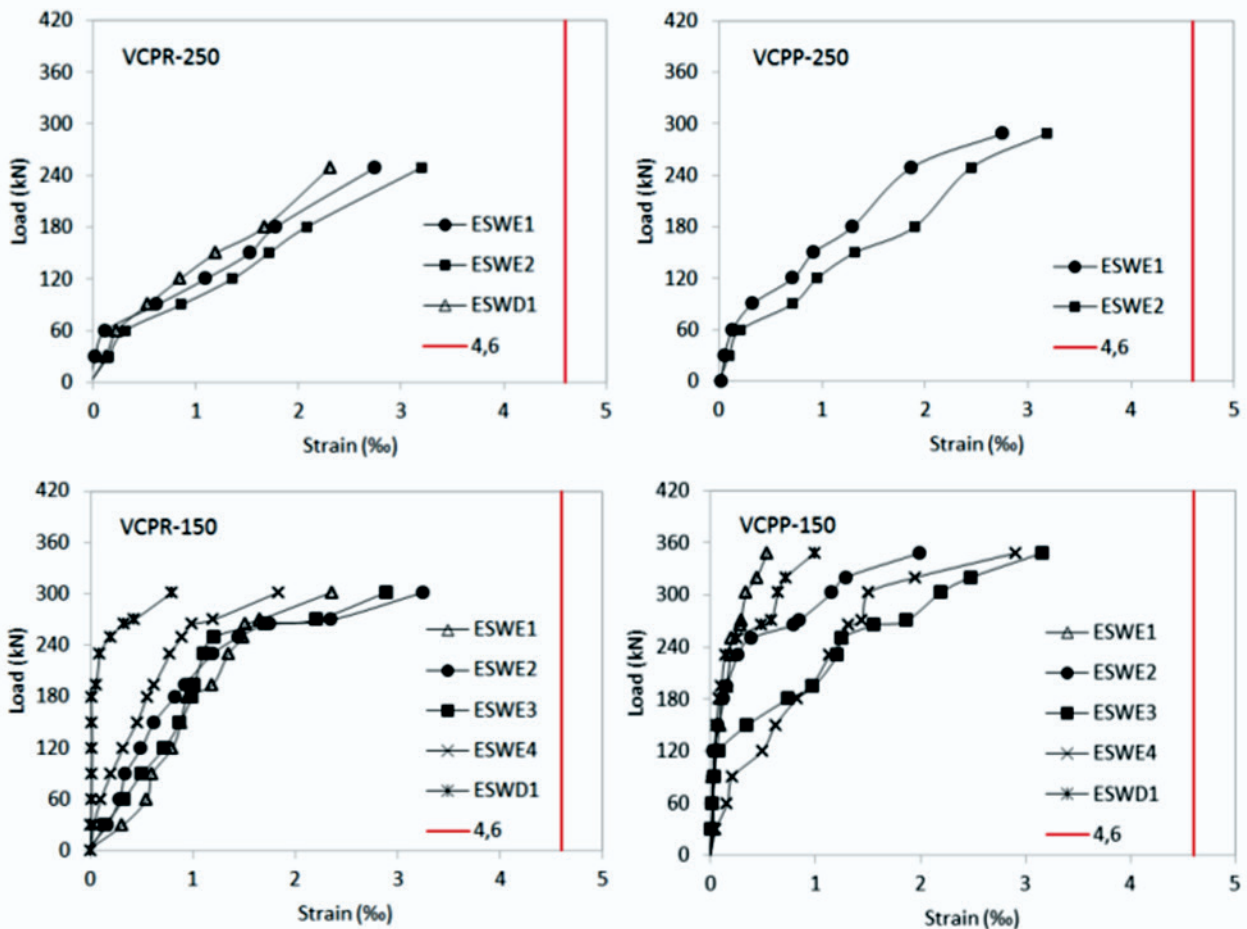 VCPR-250
420
360
300
240
180
120
60
0
Load (kN)
0 1 2 3 4 5
Strain (‰)
ESWE1
ESWE2
ESWD1
4,6
VCPP-250
420
360
300
240
180
120
60
0
Load (kN)
0 1 2 3 4 5
Strain (‰)
ESWE1
ESWE2
4,6
VCPR-150
420
360
300
240
180
120
60
0
Load (kN)
0 1 2 3 4 5
Strain (‰)
ESWE1
ESWE2
ESWE3
ESWE4
ESWD1
4,6
VCPP-150
420
360
300
240
180
120
60
0
Load (kN)
0 1 2 3 4 5
Strain (‰)
ESWE1
ESWE2
ESWE3
ESWE4
ESWD1
4,6